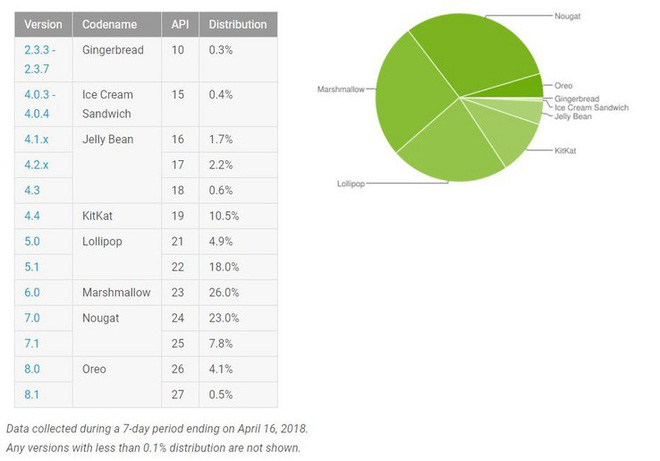 Version Codename API Distribution
2.3.3 - Gingerbread 10 0.3%
2.3.7
4.0.3 - Ice Cream 15 0.4%
4.0.4 Sandwich
4.1.x Jelly Bean 16 1.7%
4.2.x 17 2.2%
4.3 18 0.6%
4.4 KitKat 19 10.5%
5.0 Lollipop 21 4.9%
5.1 22 18.0%
6.0 Marshmallow 23 26.0%
7.0 Nougat 24 23.0%
7.1 25 7.8%
8.0 Oreo 26 4.1%
8.1 27 0.5%
Nougat
Oreo
Marshmallow
Gingerbread
Ice Cream Sandwich
Jelly Bean
KitKat
Lollipop
Data collected during a 7-day period ending on April 16, 2018.
Any versions with less than 0.1% distribution are not shown.